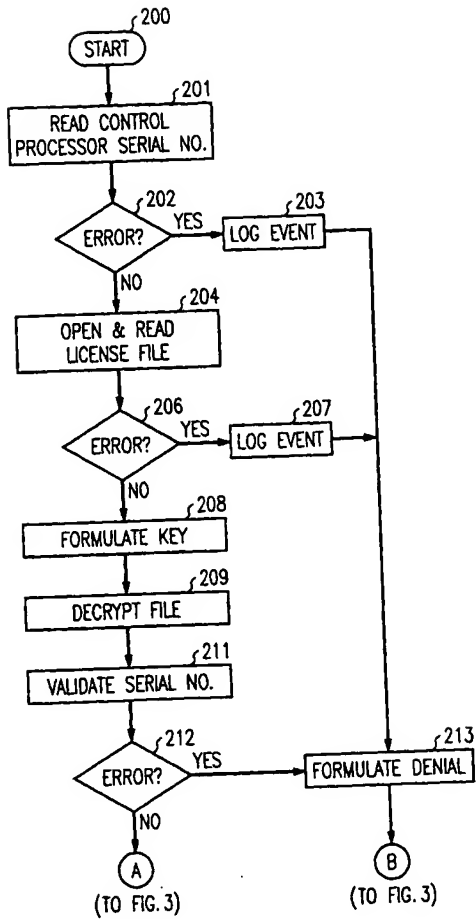 200
START
201
READ CONTROL
PROCESSOR SERIAL NO.
202
ERROR?
YES
203
LOG EVENT
NO
204
OPEN & READ
LICENSE FILE
206
ERROR?
YES
207
LOG EVENT
NO
208
FORMULATE KEY
209
DECRYPT FILE
211
VALIDATE SERIAL NO.
212
ERROR?
YES
213
FORMULATE DENIAL
NO
A
(TO FIG. 3)
B
(TO FIG. 3)